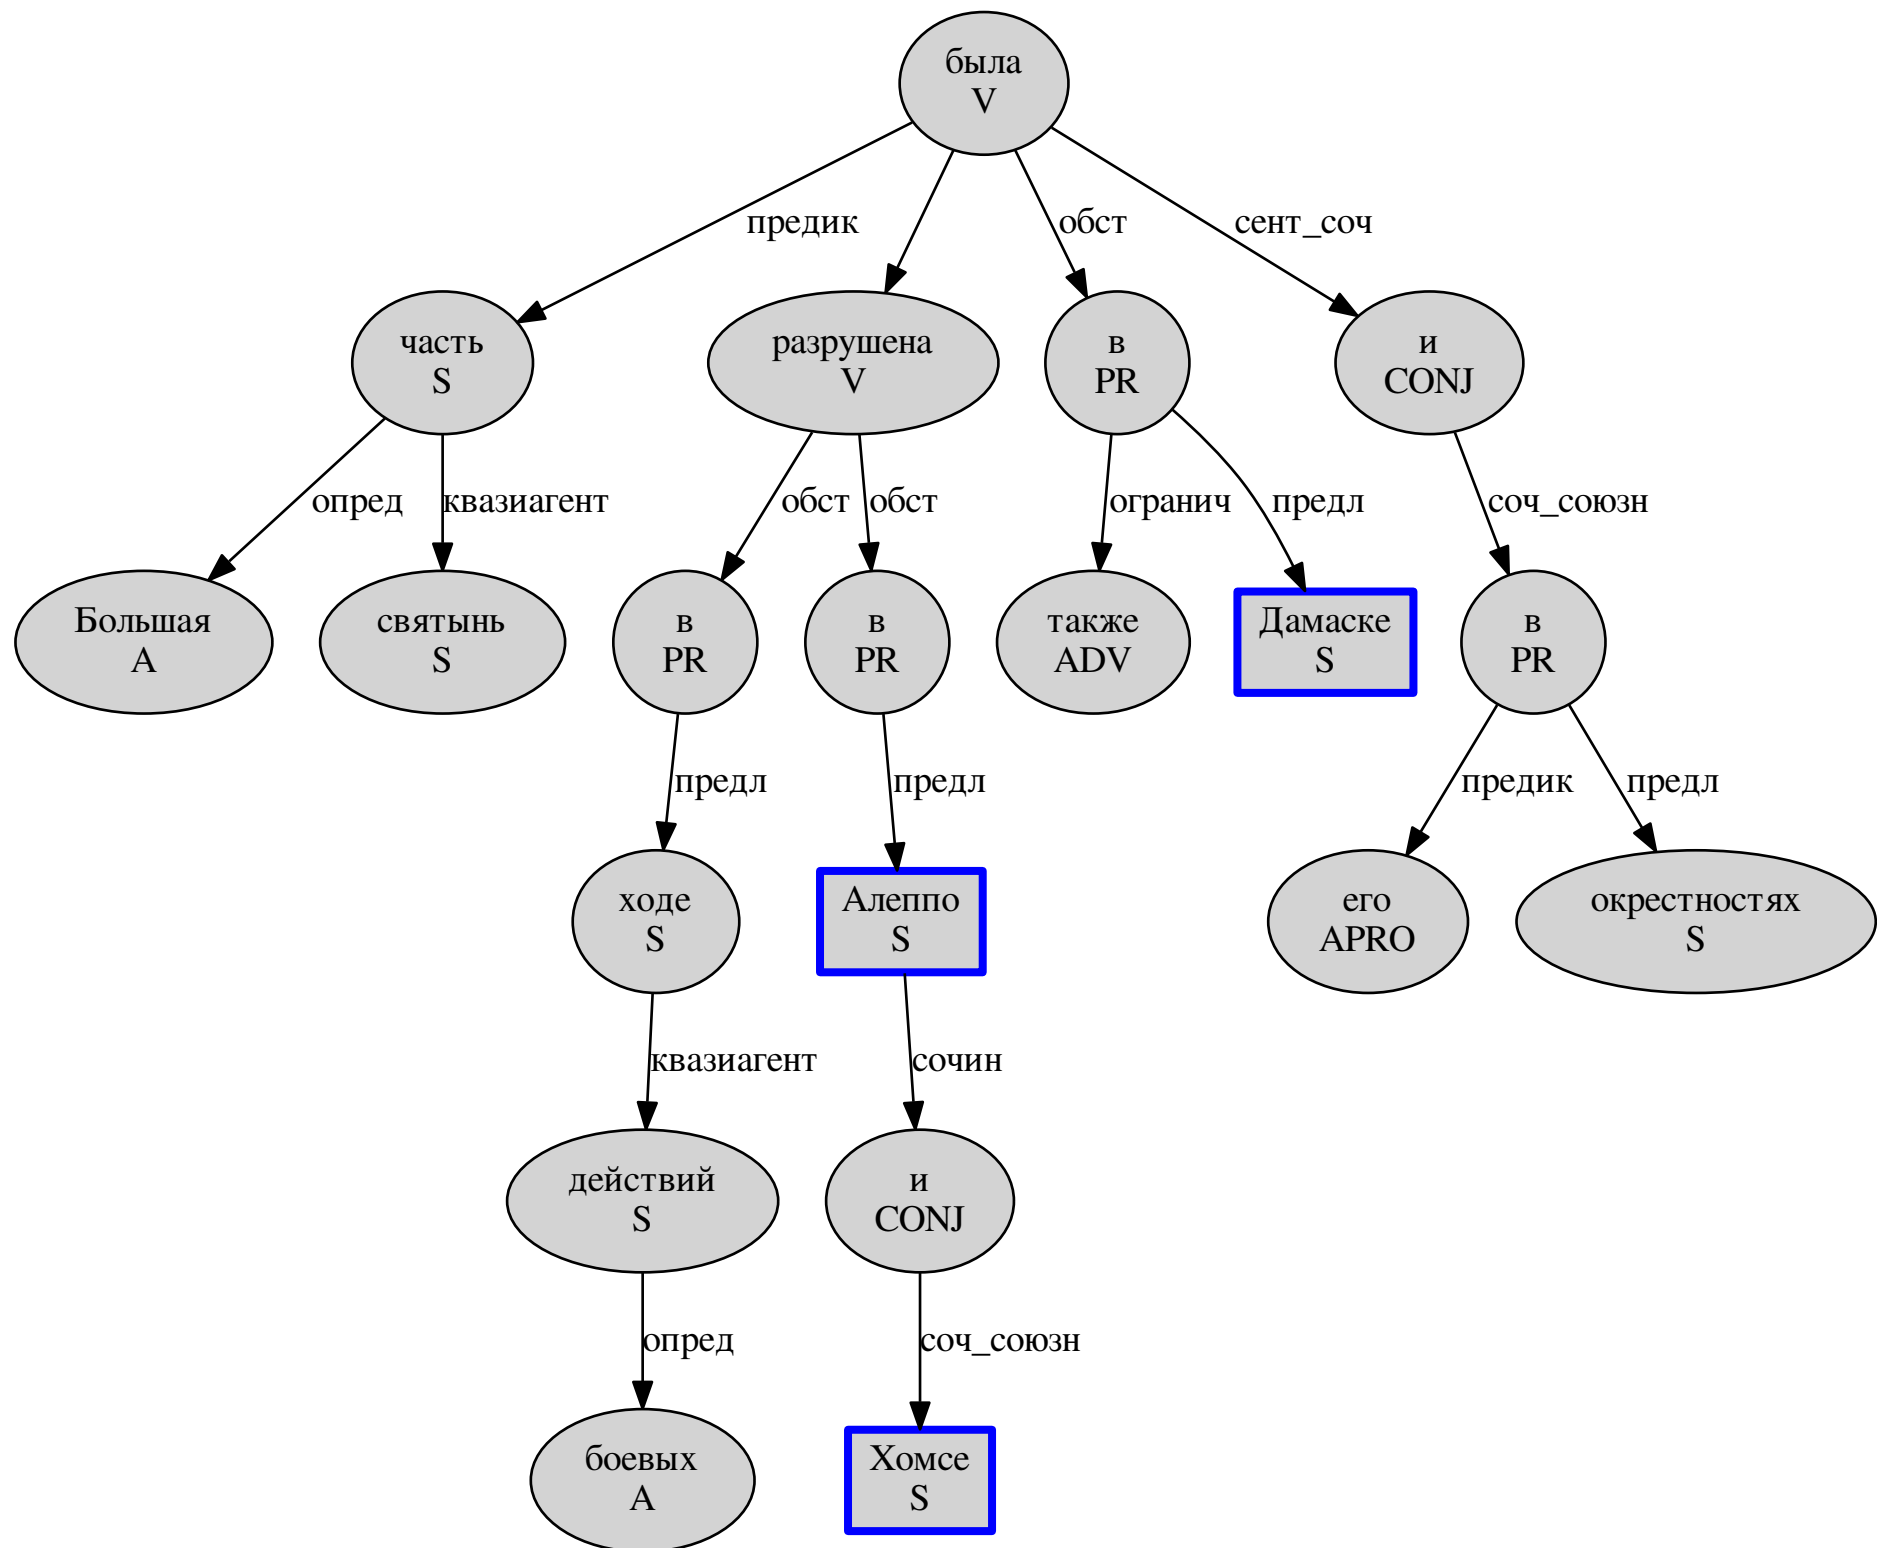 была
V
предик
обст
сент_соч
часть
S
разрушена
V
в
PR
и
CONJ
опред
квазиагент
обст
обст
огранич
предл
соч_союзн
Большая
A
святынь
S
в
PR
в
PR
также
ADV
Дамаске
S
в
PR
предл
предл
предик
предл
ходе
S
Алеппо
S
его
APRO
окрестностях
S
квазиагент
сочин
действий
S
и
CONJ
опред
соч_союзн
боевых
A
Хомсе
S